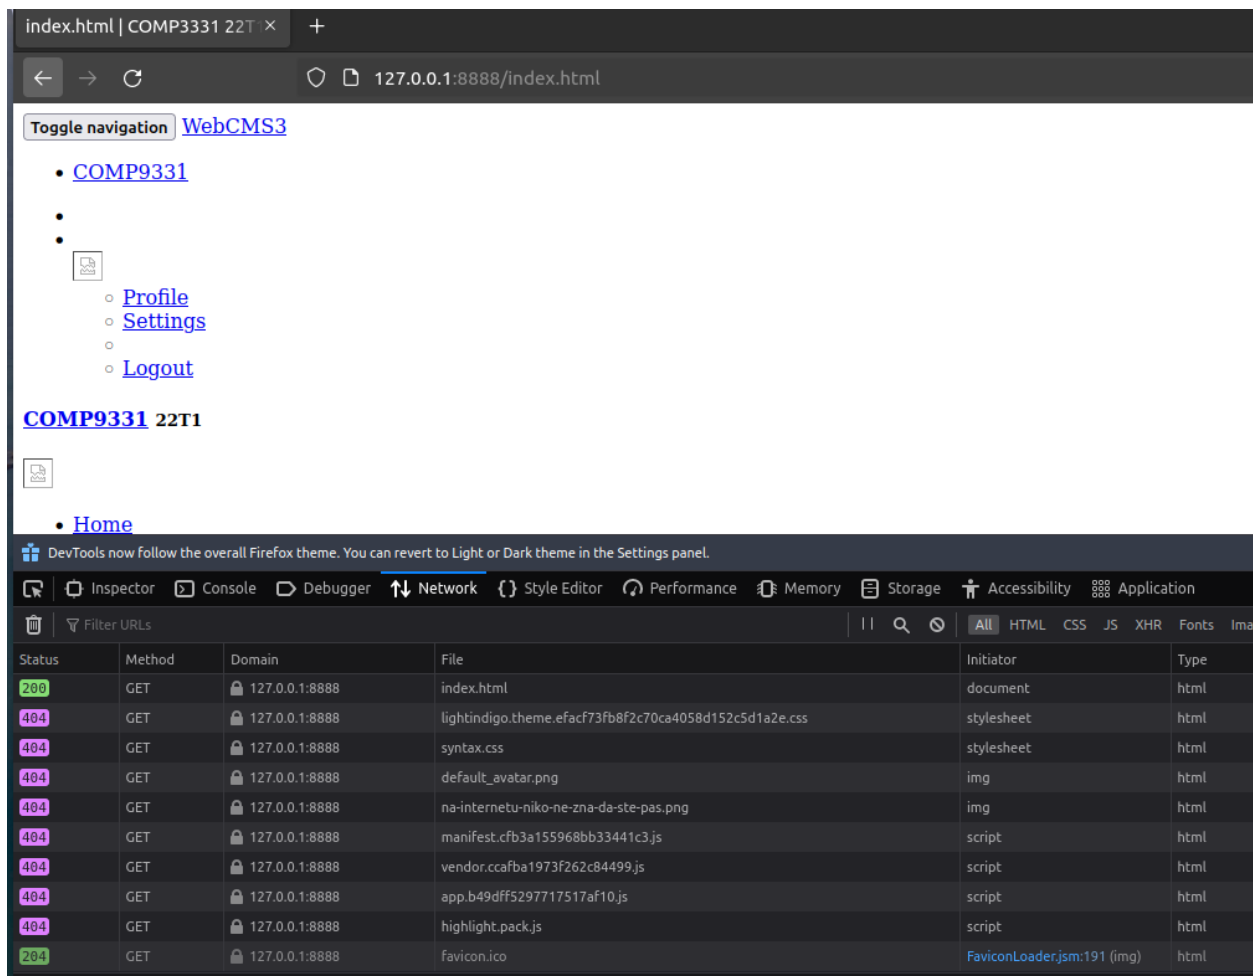 index.html | COMP3331 22T1
127.0.0.1:8888/index.html
Toggle navigation WebCMS3
COMP9331
Profile
Settings
Logout
COMP9331 22T1
Home
DevTools now follow the overall Firefox theme. You can revert to Light or Dark theme in the Settings panel.
Inspector Console Debugger Network Style Editor Performance Memory Storage Accessibility Application
Filter URLs All HTML CSS JS XHR Fonts Ima
Status Method Domain File Initiator Type
200 GET 127.0.0.1:8888 index.html document html
404 GET 127.0.0.1:8888 lightindigo.theme.efacf73fb8f2c70ca4058d152c5d1a2e.css stylesheet html
404 GET 127.0.0.1:8888 syntax.css stylesheet html
404 GET 127.0.0.1:8888 default_avatar.png img html
404 GET 127.0.0.1:8888 na-internetu-niko-ne-zna-da-ste-pas.png img html
404 GET 127.0.0.1:8888 manifest.cfb3a155968bb33441c3.js script html
404 GET 127.0.0.1:8888 vendor.ccafba1973f262c84499.js script html
404 GET 127.0.0.1:8888 app.b49dff5297717517af10.js script html
404 GET 127.0.0.1:8888 highlight.pack.js script html
204 GET 127.0.0.1:8888 favicon.ico FaviconLoader.jsm:191 (img) html